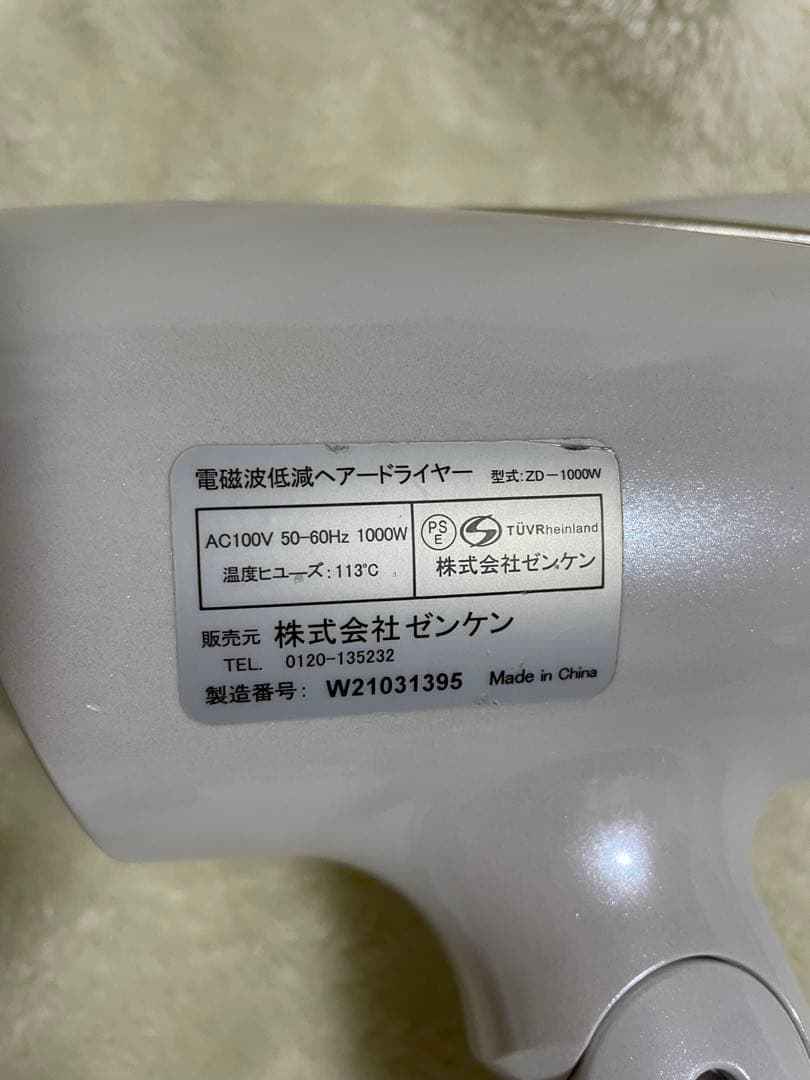 電磁波低減ヘアードライヤー 型式:ZD-1000W
AC100V 50-60Hz 1000W
温度ヒューズ:113℃
PS
E
TÜVRheinland
株式会社ゼンケン
販売元 株式会社ゼンケン
TEL. 0120-135232
製造番号: W21031395 Made in China